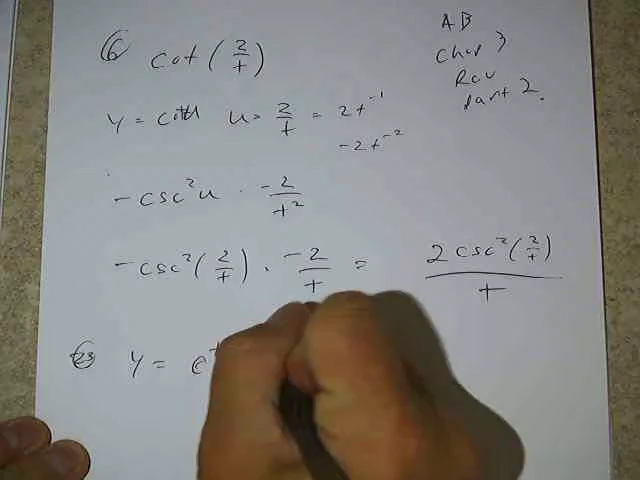 6 cot(2/t)
AB
Chap 3
Rev
part 2.
y = cot u u = 2/t = 2t⁻¹
-2t⁻²
-csc²u · -2/t²
-csc²(2/t) · -2/t = 2csc²(2/t)/t
23 y = e